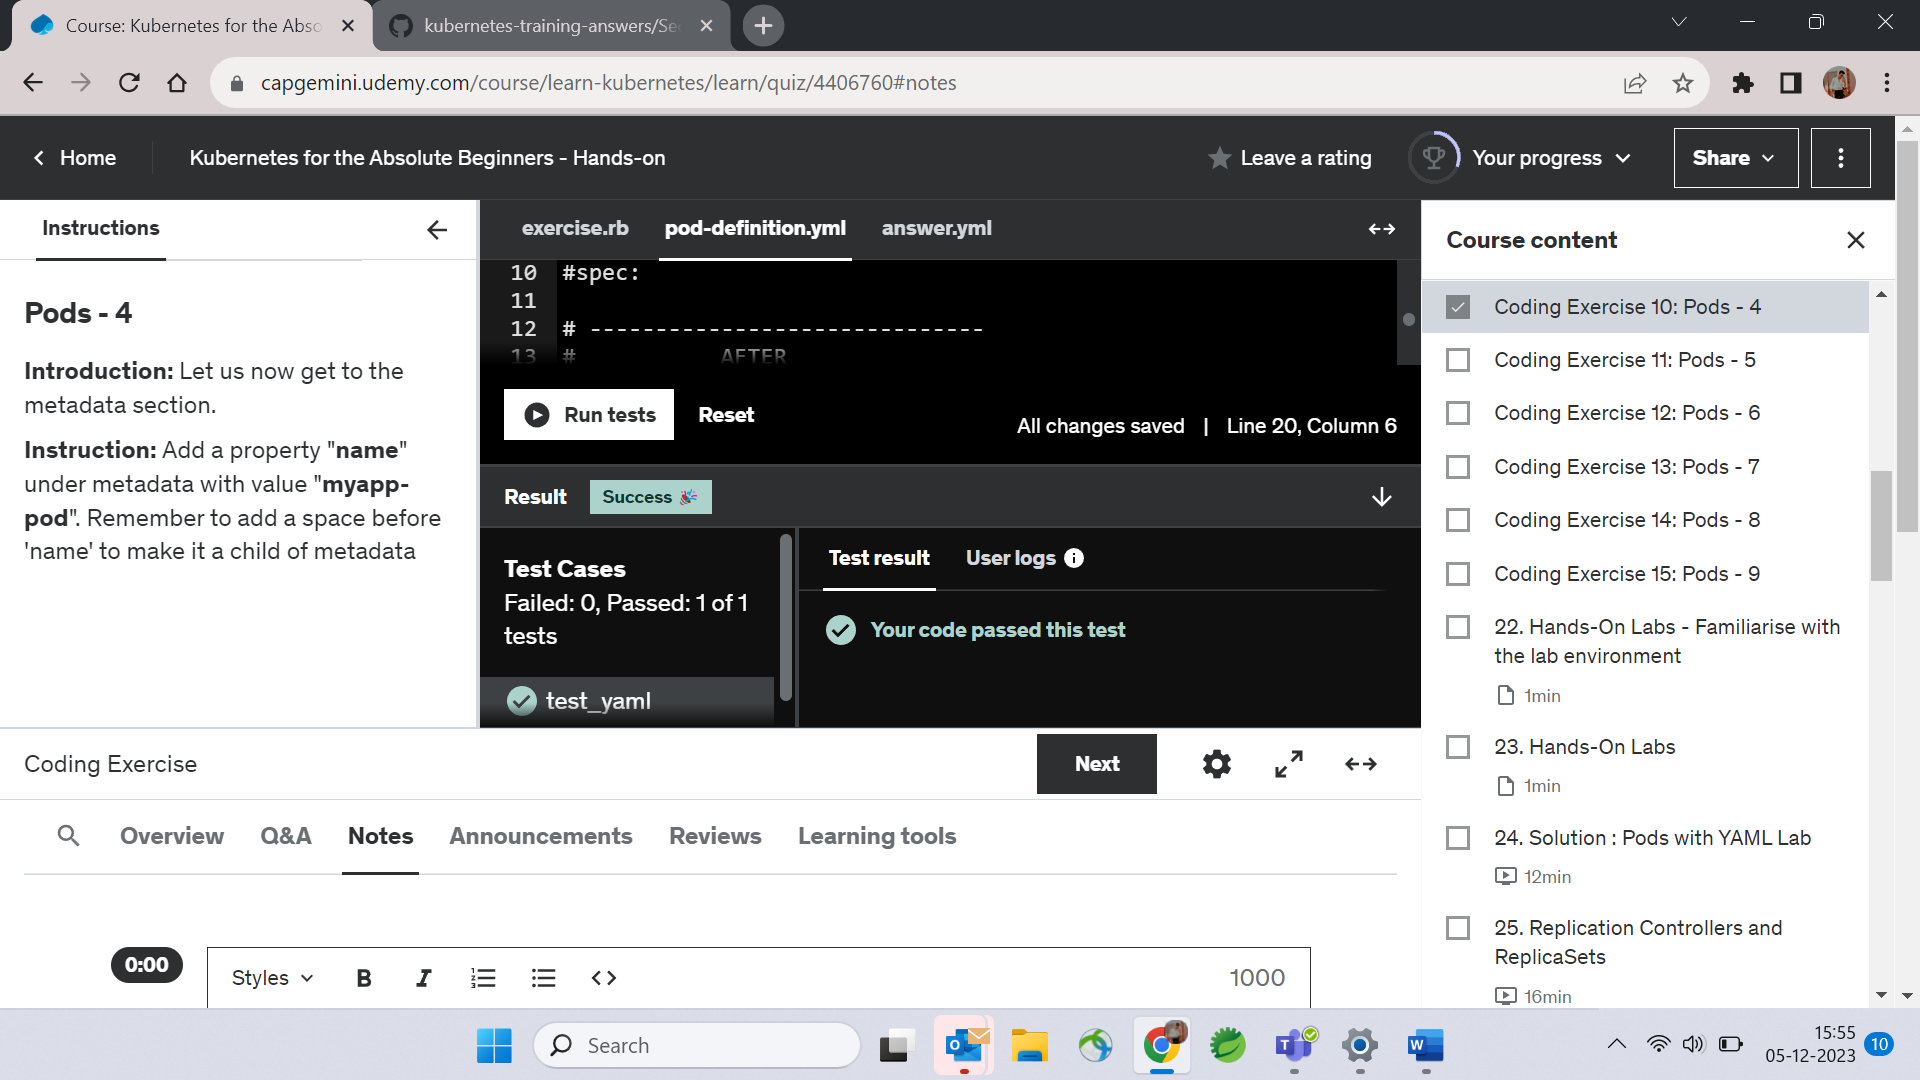 Course: Kubernetes for the Abso
kubernetes-training-answers/Se
capgemini.udemy.com/course/learn-kubernetes/learn/quiz/4406760#notes
Home
Kubernetes for the Absolute Beginners - Hands-on
Leave a rating
Your progress
Share
Instructions
Pods - 4
Introduction: Let us now get to the
metadata section.
Instruction: Add a property "name"
under metadata with value "myapp-
pod". Remember to add a space before
'name' to make it a child of metadata
exercise.rb
pod-definition.yml
answer.yml
10 #spec:
11
12 # ------------------------------
13 # AFTER
Run tests
Reset
All changes saved | Line 20, Column 6
Result
Success
Test Cases
Failed: 0, Passed: 1 of 1
tests
test_yaml
Test result
User logs
Your code passed this test
Course content
Coding Exercise 10: Pods - 4
Coding Exercise 11: Pods - 5
Coding Exercise 12: Pods - 6
Coding Exercise 13: Pods - 7
Coding Exercise 14: Pods - 8
Coding Exercise 15: Pods - 9
22. Hands-On Labs - Familiarise with
the lab environment
1min
23. Hands-On Labs
1min
24. Solution : Pods with YAML Lab
12min
25. Replication Controllers and
ReplicaSets
16min
Coding Exercise
Next
Overview
Q&A
Notes
Announcements
Reviews
Learning tools
0:00
Styles
B
I
1000
Search
15:55
05-12-2023
10